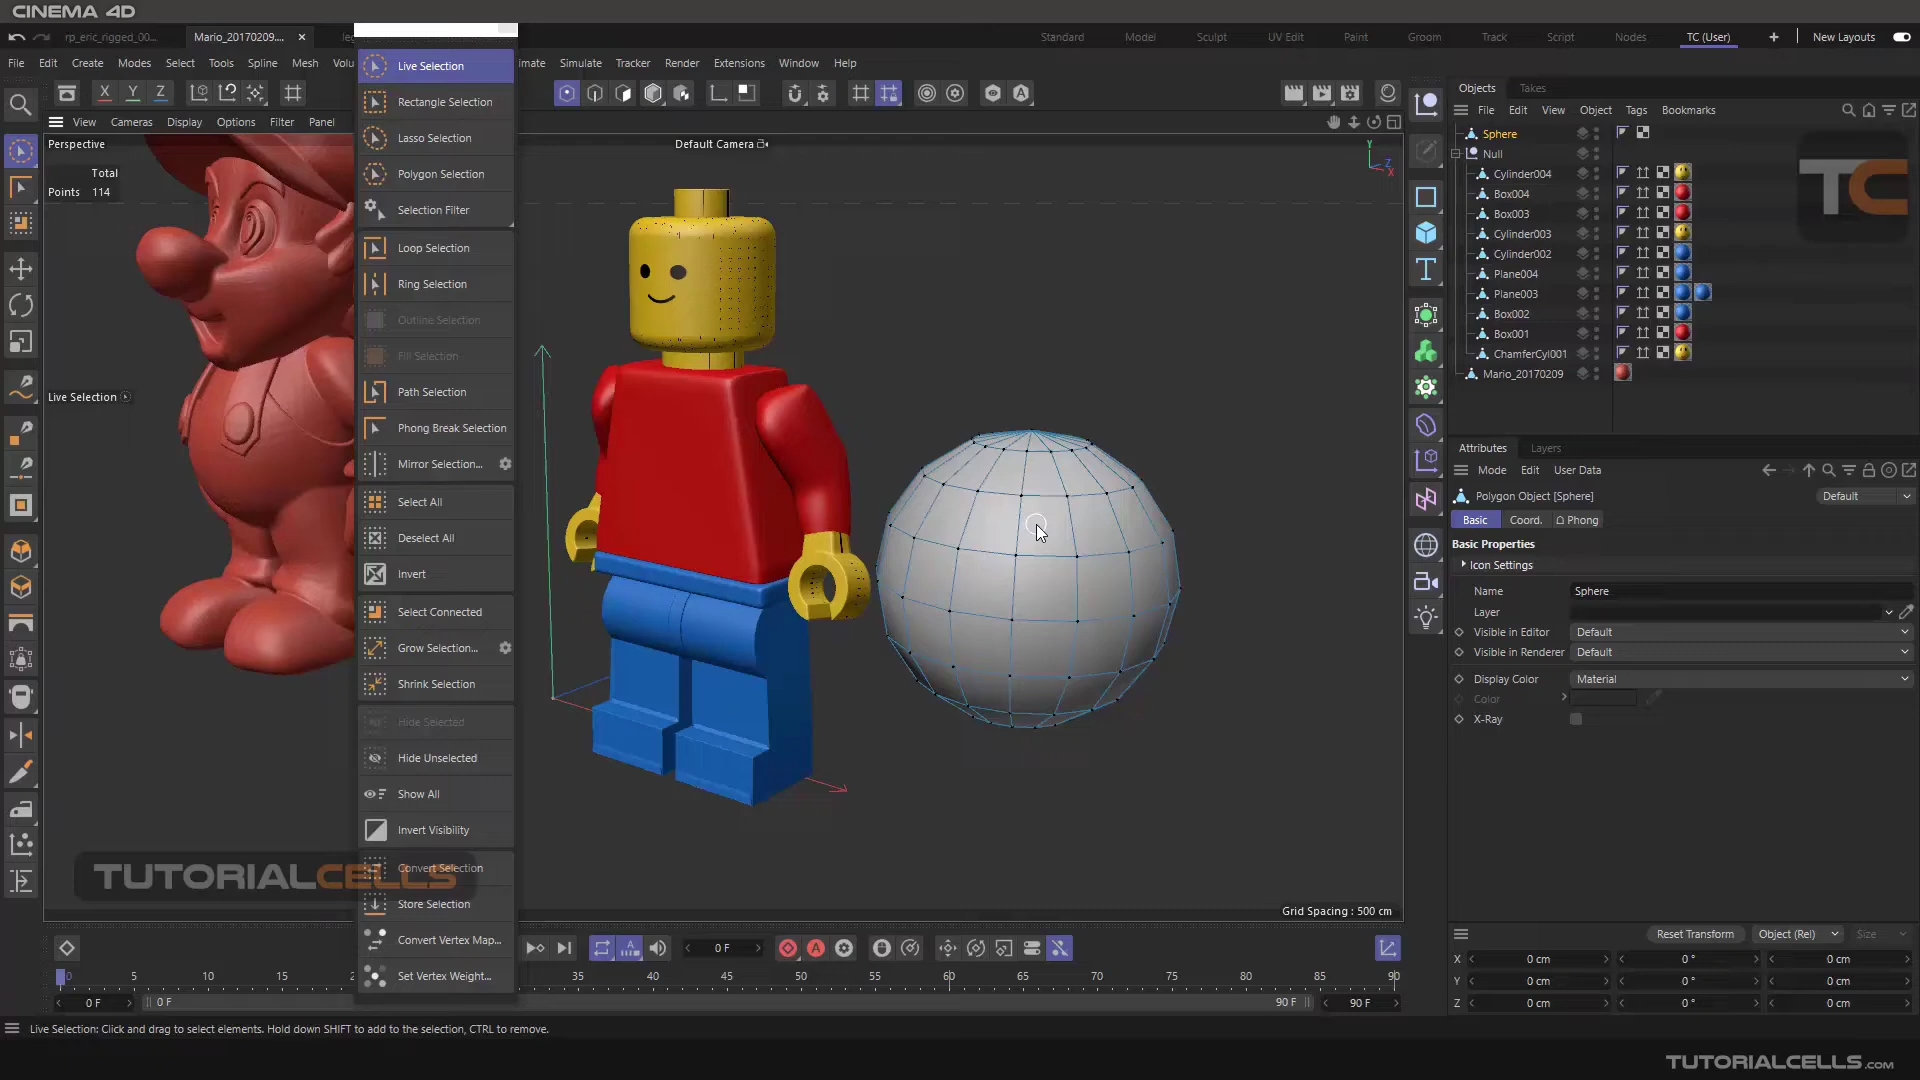 CINEMA 4D
rp_eric_rigged_00...
Mario_20170209....
Standard
Model
Sculpt
UV Edit
Paint
Groom
Track
Script
Nodes
TC (User)
New Layouts
File
Edit
Create
Modes
Select
Tools
Spline
Mesh
Simulate
Tracker
Render
Extensions
Window
Help
View
Cameras
Display
Options
Filter
Panel
Perspective
Default Camera
Total
Points 114
Live Selection
Live Selection
Rectangle Selection
Lasso Selection
Polygon Selection
Selection Filter
Loop Selection
Ring Selection
Outline Selection
Fill Selection
Path Selection
Phong Break Selection
Mirror Selection...
Select All
Deselect All
Invert
Select Connected
Grow Selection...
Shrink Selection
Hide Selected
Hide Unselected
Show All
Invert Visibility
Convert Selection
Store Selection
Convert Vertex Map...
Set Vertex Weight...
TUTORIALCELLS
Y
Z
X
Grid Spacing : 500 cm
Objects
Takes
File
Edit
View
Object
Tags
Bookmarks
Sphere
Null
Cylinder004
Box004
Box003
Cylinder003
Cylinder002
Plane004
Plane003
Box002
Box001
ChamferCyl001
Mario_20170209
TC
Attributes
Layers
Mode
Edit
User Data
Polygon Object [Sphere]
Default
Basic
Coord.
Phong
Basic Properties
Icon Settings
Name
Sphere
Layer
Visible in Editor
Default
Visible in Renderer
Default
Display Color
Material
Color
X-Ray
Reset Transform
Object (Rel)
Size
X 0 cm 0 ° 0 cm
Y 0 cm 0 ° 0 cm
Z 0 cm 0 ° 0 cm
0 F
0 5 10 15 35 40 45 50 55 60 65 70 75 80 85 90
0 F
0 F
90 F
90 F
Live Selection: Click and drag to select elements. Hold down SHIFT to add to the selection, CTRL to remove.
TUTORIALCELLS.com